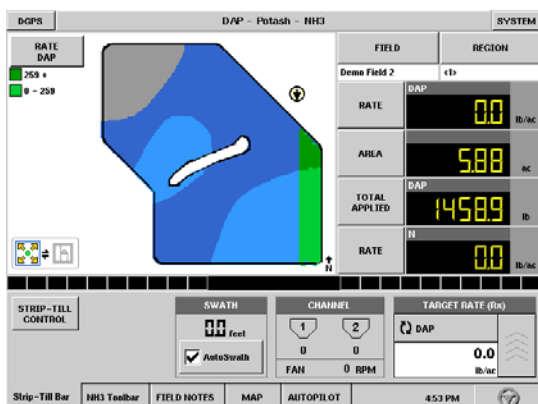 DGPS
DAP - Potash - NH3
SYSTEM
RATE
DAP
259 +
0 - 259
N
FIELD
REGION
Demo Field 2
<1>
RATE
DAP
0.0
lb/ac
AREA
5.88
ac
TOTAL
APPLIED
DAP
1458.9
lb
RATE
N
0.0
lb/ac
STRIP-TILL
CONTROL
SWATH
0.0 feet
AutoSwath
CHANNEL
1 2
0 0
FAN 0 RPM
TARGET RATE (Rx)
DAP
0.0
lb/ac
Strip-Till Bar
NH3 Toolbar
FIELD NOTES
MAP
AUTOPILOT
4:53 PM